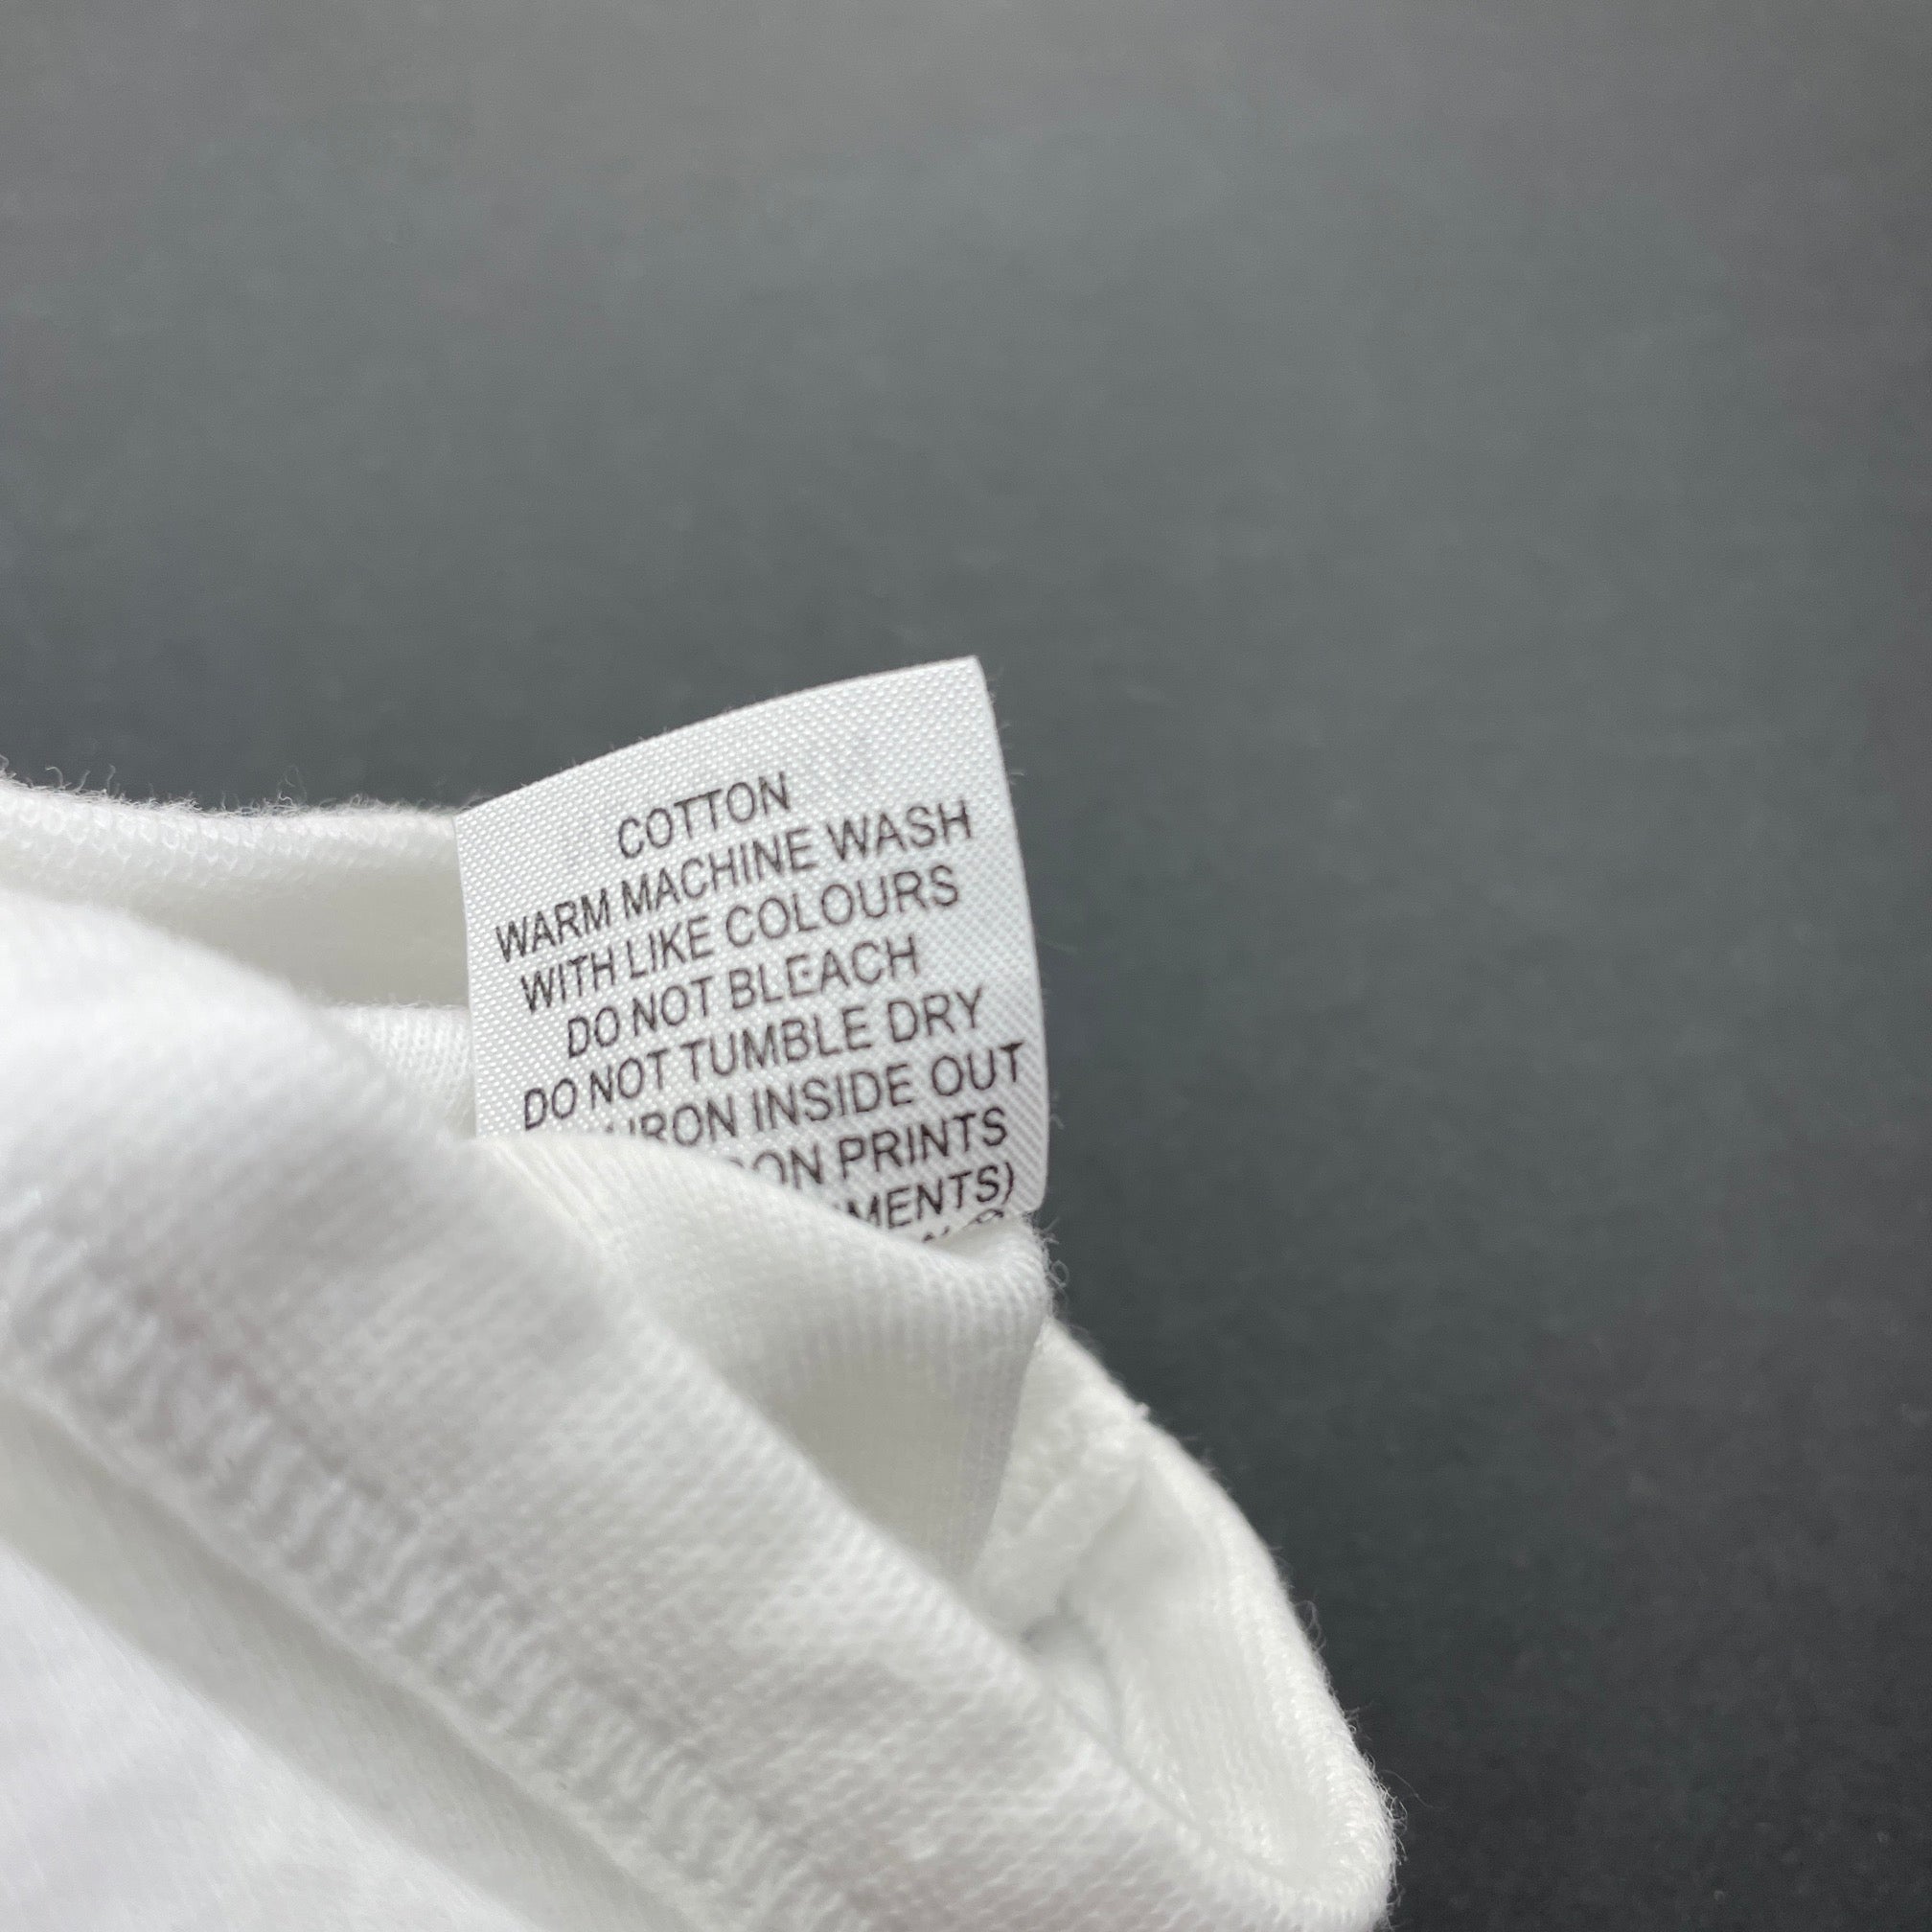 COTTON
WARM MACHINE WASH
WITH LIKE COLOURS
DO NOT BLEACH
DO NOT TUMBLE DRY
IRON INSIDE OUT
PRINTS